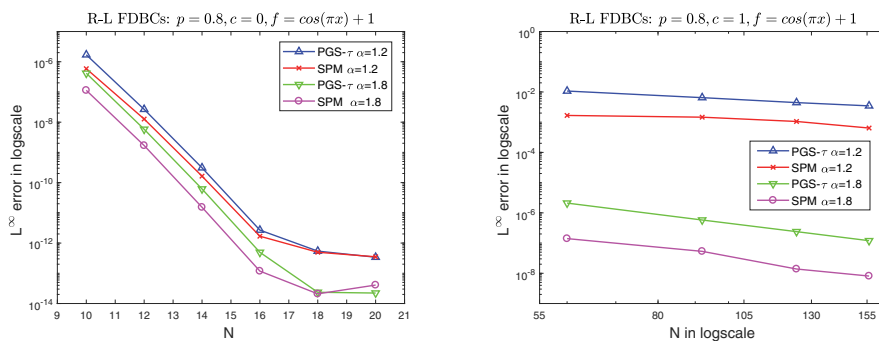 R-L FDBCs: p = 0.8, c = 0, f = cos(πx) + 1
10^-6
10^-8
10^-10
10^-12
10^-14
L^∞ error in logscale
9 10 11 12 13 14 15 16 17 18 19 20 21
N
PGS-τ α=1.2
SPM α=1.2
PGS-τ α=1.8
SPM α=1.8
R-L FDBCs: p = 0.8, c = 1, f = cos(πx) + 1
10^0
10^-2
10^-4
10^-6
10^-8
L^∞ error in logscale
55 80 105 130 155
N in logscale
PGS-τ α=1.2
SPM α=1.2
PGS-τ α=1.8
SPM α=1.8